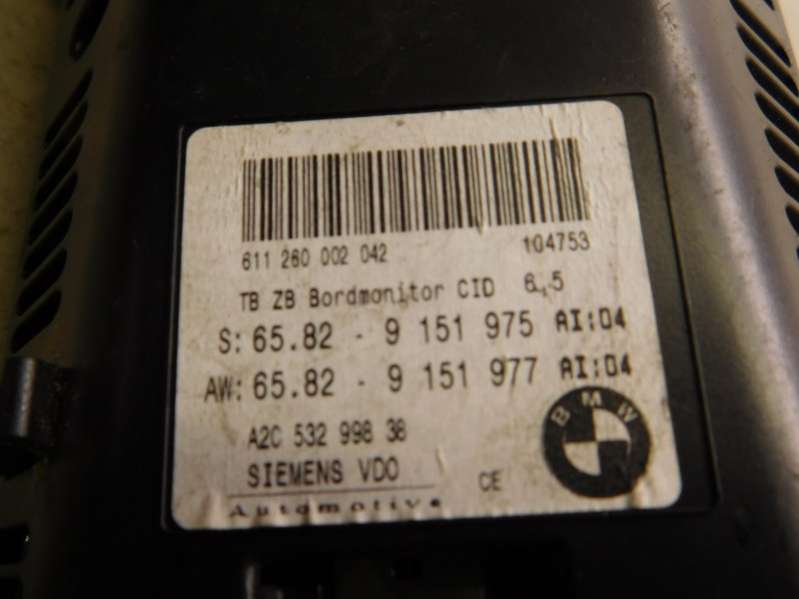 611 260 002 042 104753
TB ZB Bordmonitor CID 6,5
S: 65.82 - 9 151 975 AI:04
AW: 65.82 - 9 151 977 AI:04
A2C 532 998 38
SIEMENS VDO
Automotive
CE
BMW